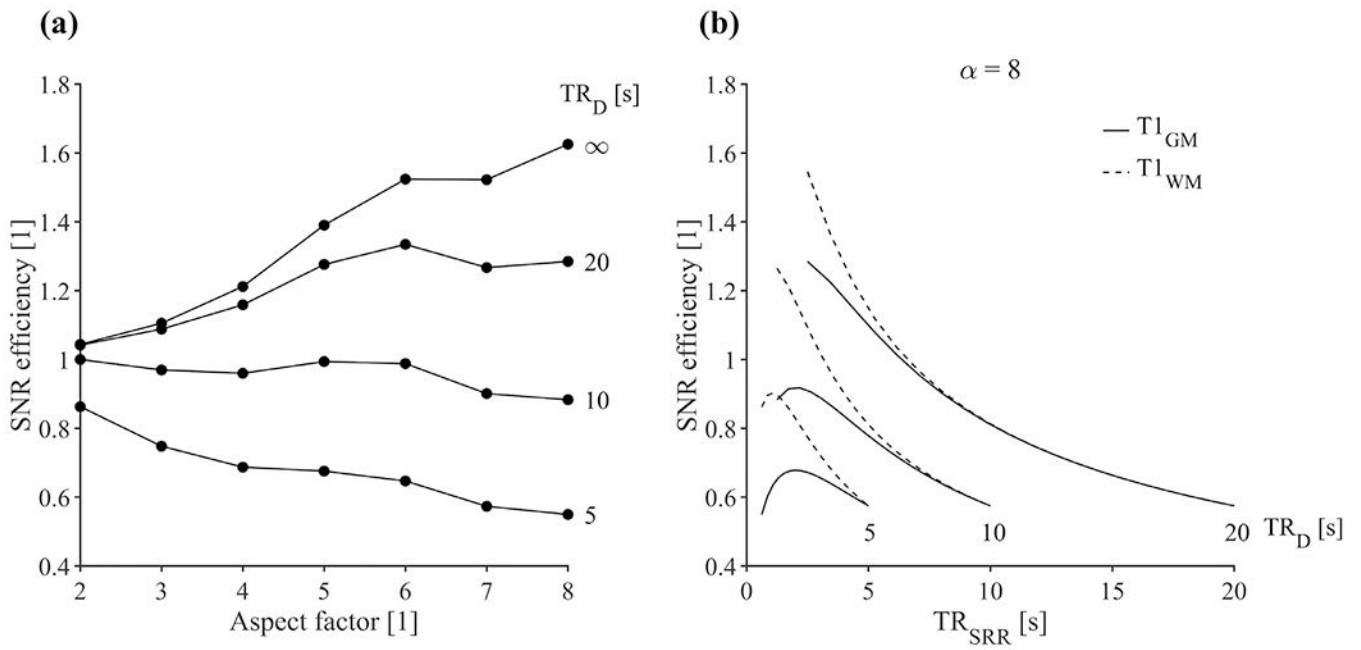 (a)
SNR efficiency [1]
1.8
1.6
1.4
1.2
1
0.8
0.6
0.4
2 3 4 5 6 7 8
Aspect factor [1]
TR_D [s]
∞
20
10
5
(b)
α = 8
T1_GM
T1_WM
SNR efficiency [1]
1.8
1.6
1.4
1.2
1
0.8
0.6
0.4
5 10 20 TR_D [s]
0 5 10 15 20
TR_SRR [s]